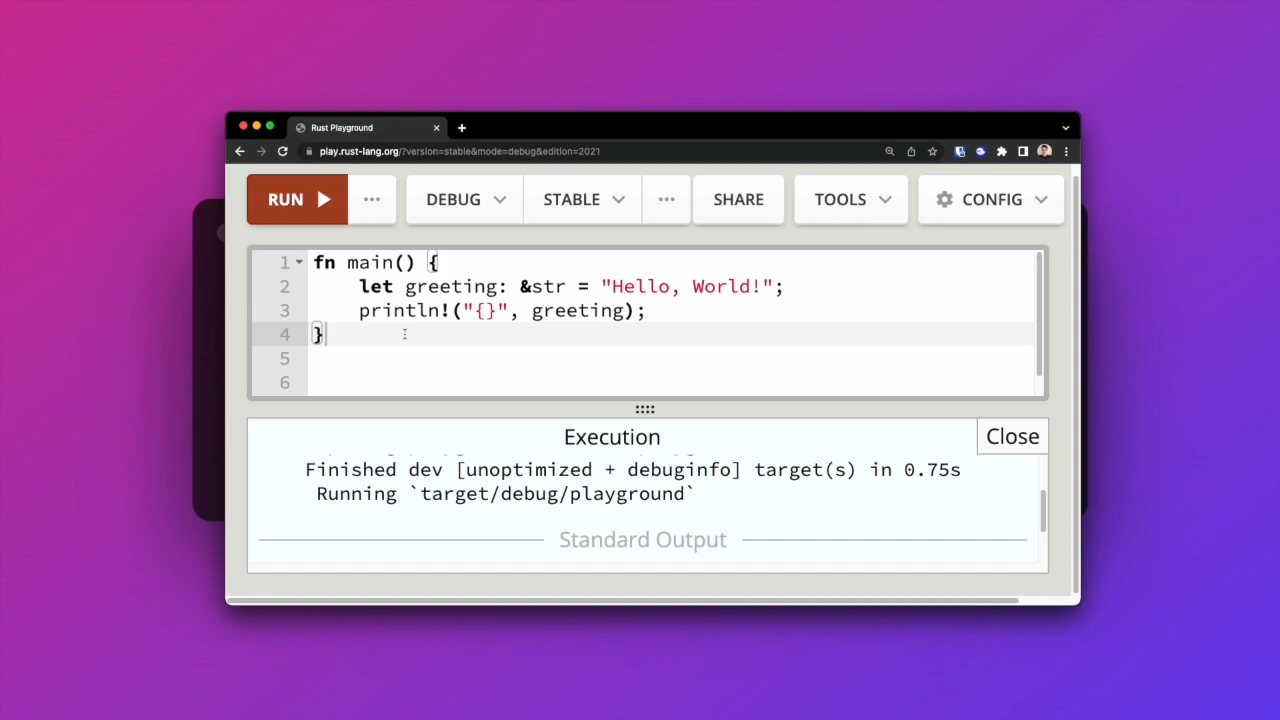 Rust Playground
play.rust-lang.org/?version=stable&mode=debug&edition=2021
RUN ... DEBUG STABLE ... SHARE TOOLS CONFIG
1 fn main() {
2 let greeting: &str = "Hello, World!";
3 println!("{}", greeting);
4 }
5
6
Execution
Close
Finished dev [unoptimized + debuginfo] target(s) in 0.75s
Running `target/debug/playground`
Standard Output